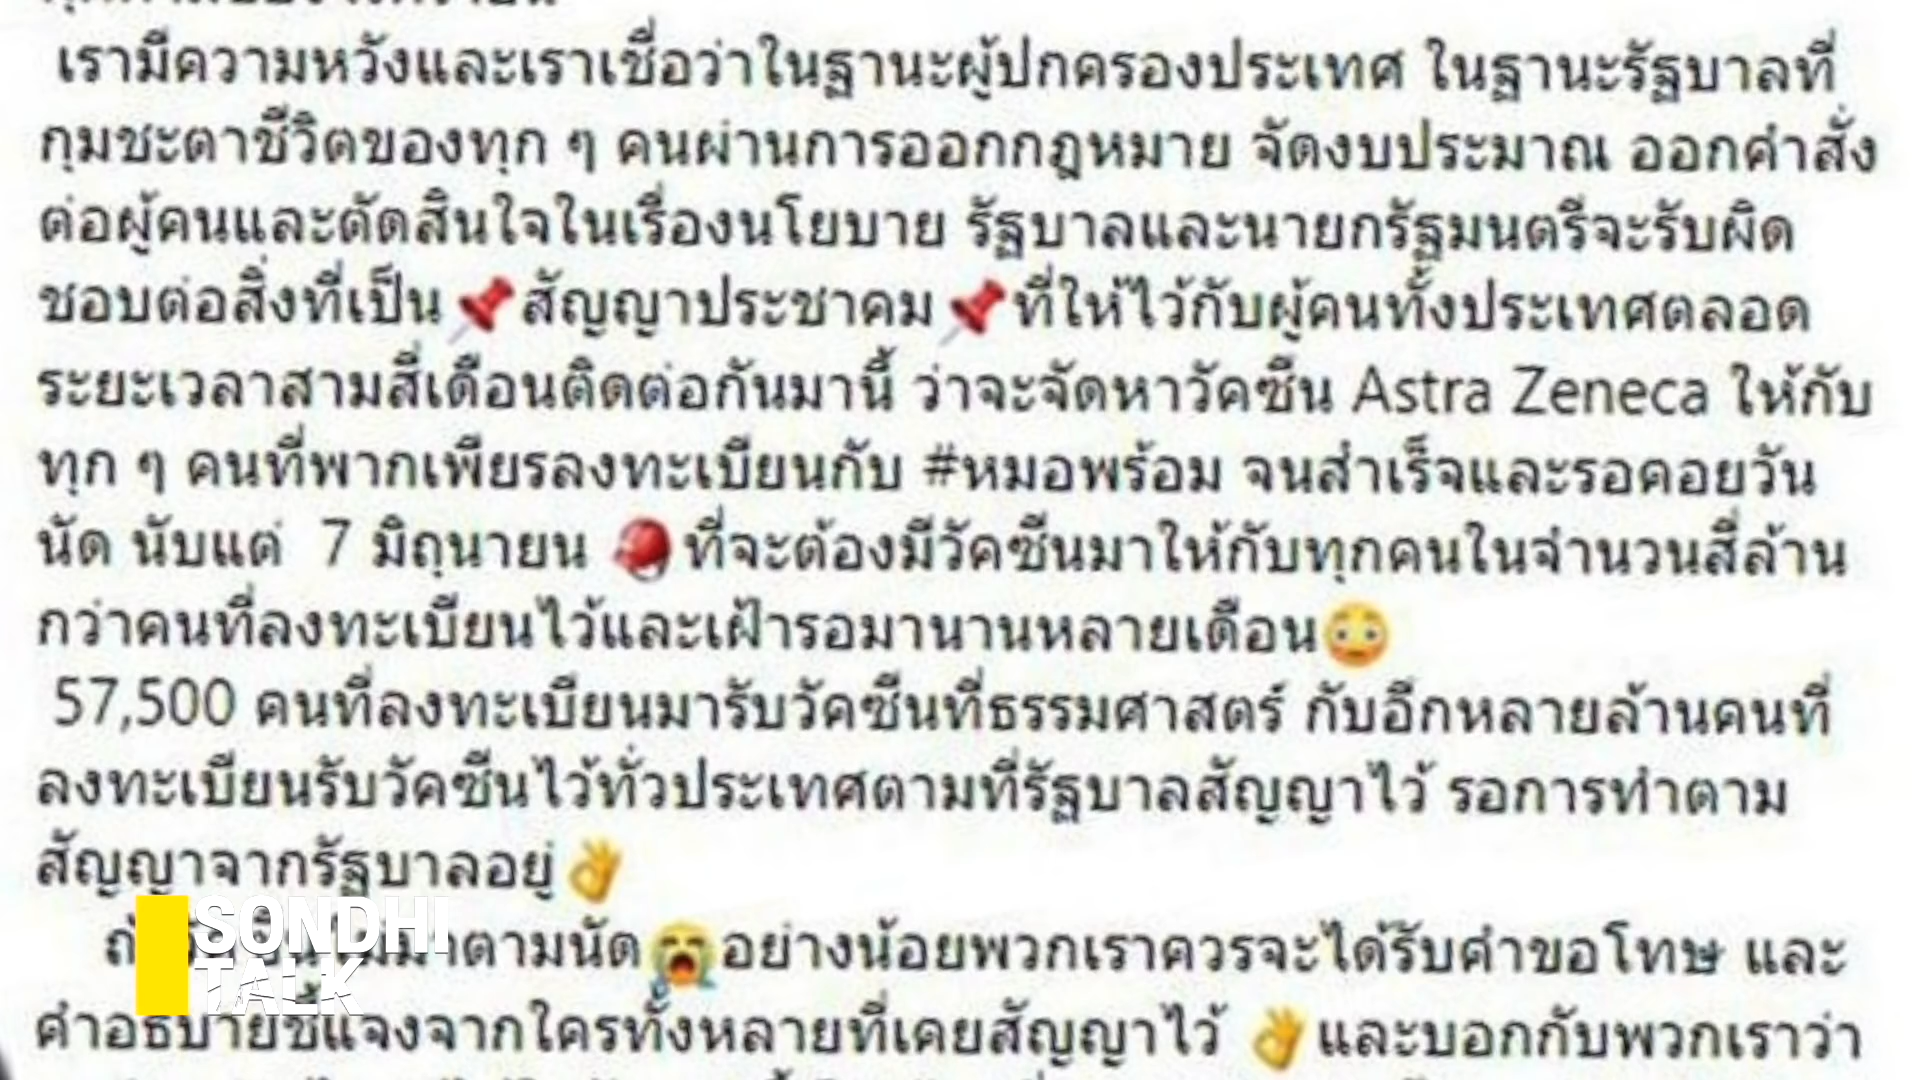 เรามีความหวังและเราเชื่อว่าในฐานะผู้ปกครองประเทศ ในฐานะรัฐบาลที่
กุมชะตาชีวิตของทุก ๆ คนผ่านการออกกฎหมาย จัดงบประมาณ ออกคำสั่ง
ต่อผู้คนและตัดสินใจในเรื่องนโยบาย รัฐบาลและนายกรัฐมนตรีจะรับผิด
ชอบต่อสิ่งที่เป็น📌สัญญาประชาคม📌ที่ให้ไว้กับผู้คนทั้งประเทศตลอด
ระยะเวลาสามสี่เดือนติดต่อกันมานี้ ว่าจะจัดหาวัคซีน Astra Zeneca ให้กับ
ทุก ๆ คนที่พากเพียรลงทะเบียนกับ #หมอพร้อม จนสำเร็จและรอคอยวัน
นัด นับแต่ 7 มิถุนายน ที่จะต้องมีวัคซีนมาให้กับทุกคนในจำนวนสี่ล้าน
กว่าคนที่ลงทะเบียนไว้และเฝ้ารอมานานหลายเดือน😳
57,500 คนที่ลงทะเบียนมารับวัคซีนที่ธรรมศาสตร์ กับอีกหลายล้านคนที่
ลงทะเบียนรับวัคซีนไว้ทั่วประเทศตามที่รัฐบาลสัญญาไว้ รอการทำตาม
สัญญาจากรัฐบาลอยู่👌
ตามนัด😭อย่างน้อยพวกเราควรจะได้รับคำขอโทษ และ
คำอธิบายชี้แจงจากใครทั้งหลายที่เคยสัญญาไว้ 👌และบอกกับพวกเราว่า
SONDHI
TALK